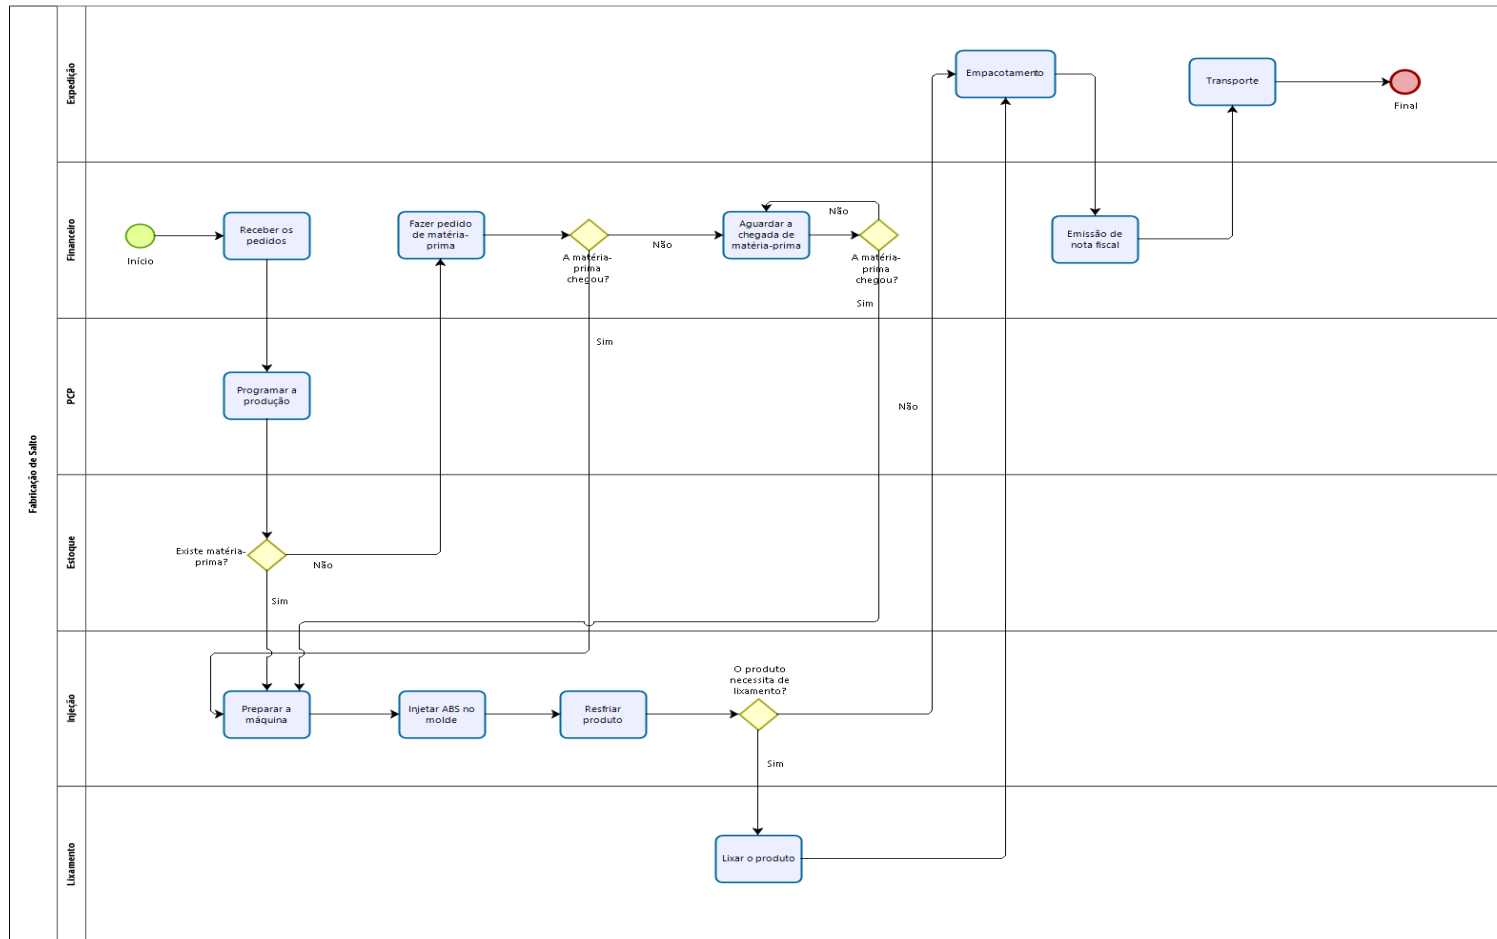 Fabricação de Salto
Expedição
Empacotamento
Transporte
Final
Financeiro
Início
Receber os
pedidos
Fazer pedido
de matéria-
prima
A matéria-
prima
chegou?
Não
Sim
Aguardar a
chegada de
matéria-prima
Não
A matéria-
prima
chegou?
Sim
Emissão de
nota fiscal
PCP
Programar a
produção
Não
Estoque
Existe matéria-
prima?
Não
Sim
Injeção
Preparar a
máquina
Injetar ABS no
molde
Resfriar
produto
O produto
necessita de
lixamento?
Sim
Lixamento
Lixar o produto